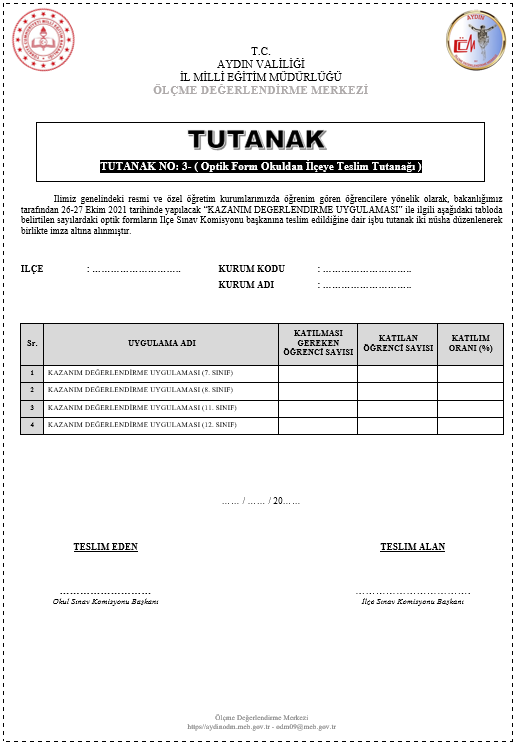 T.C.
AYDIN VALİLİĞİ
İL MİLLİ EĞİTİM MÜDÜRLÜĞÜ
ÖLÇME DEĞERLENDİRME MERKEZİ
AYDIN
TUTANAK
TUTANAK NO: 3- ( Optik Form Okuldan İlçeye Teslim Tutanağı )
İlimiz genelindeki resmi ve özel öğretim kurumlarımızda öğrenim gören öğrencilere yönelik olarak, bakanlığımız
tarafından 26-27 Ekim 2021 tarihinde yapılacak “KAZANIM DEĞERLENDİRME UYGULAMASI” ile ilgili aşağıdaki tabloda
belirtilen sayılardaki optik formların İlçe Sınav Komisyonu başkanına teslim edildiğine dair işbu tutanak iki nüsha düzenlenerek
birlikte imza altına alınmıştır.
İLÇE : ............................. KURUM KODU : .............................
KURUM ADI : .............................
Sr. UYGULAMA ADI KATILMASI GEREKEN ÖĞRENCİ SAYISI KATILAN ÖĞRENCİ SAYISI KATILIM ORANI (%)
1 KAZANIM DEĞERLENDİRME UYGULAMASI (7. SINIF)
2 KAZANIM DEĞERLENDİRME UYGULAMASI (8. SINIF)
3 KAZANIM DEĞERLENDİRME UYGULAMASI (11. SINIF)
4 KAZANIM DEĞERLENDİRME UYGULAMASI (12. SINIF)
…… / …… / 20……
TESLİM EDEN TESLİM ALAN
………………………… ……………………………
Okul Sınav Komisyonu Başkanı İlçe Sınav Komisyonu Başkanı
Ölçme Değerlendirme Merkezi
https//aydinodm.meb.gov.tr - odm09@meb.gov.tr